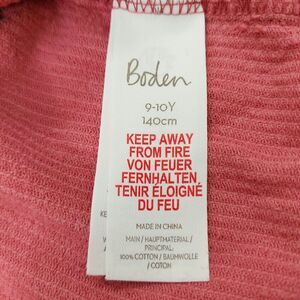 Boden
9-10Y
140cm
KEEP AWAY
FROM FIRE
VON FEUER
FERNHALTEN,
TENIR ÉLOIGNÉ
DU FEU
MADE IN CHINA
MAIN / HAUPTMATERIAL /
PRINCIPAL:
100% COTTON / BAUMWOLLE
/ COTON